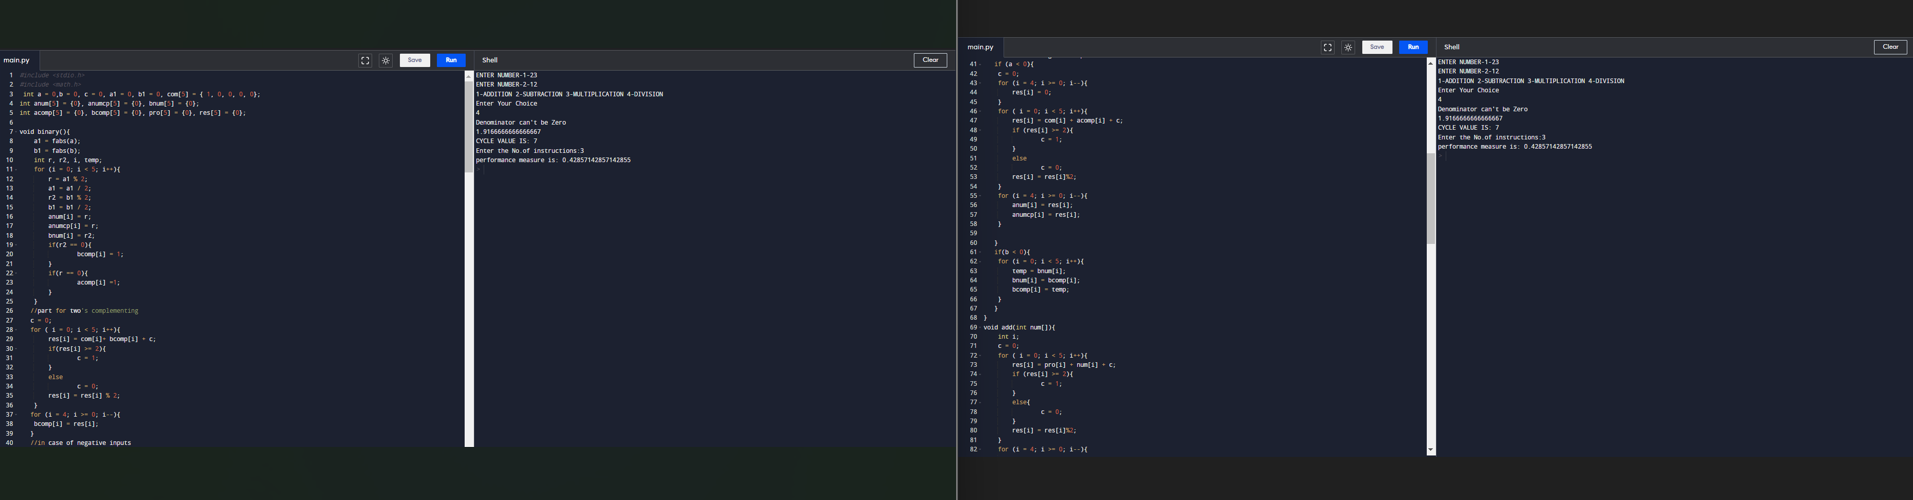 main.py
Save
Run
Shell
Clear
1 #include <stdio.h>
2 #include <math.h>
3 int a = 0,b = 0, c = 0, a1 = 0, b1 = 0, com[5] = { 1, 0, 0, 0, 0};
4 int anum[5] = {0}, anumcp[5] = {0}, bnum[5] = {0};
5 int acomp[5] = {0}, bcomp[5] = {0}, pro[5] = {0}, res[5] = {0};
6
7 void binary(){
8 a1 = fabs(a);
9 b1 = fabs(b);
10 int r, r2, i, temp;
11 for (i = 0; i < 5; i++){
12 r = a1 % 2;
13 a1 = a1 / 2;
14 r2 = b1 % 2;
15 b1 = b1 / 2;
16 anum[i] = r;
17 anumcp[i] = r;
18 bnum[i] = r2;
19 if(r2 == 0){
20 bcomp[i] = 1;
21 }
22 if(r == 0){
23 acomp[i] =1;
24 }
25 }
26 //part for two's complementing
27 c = 0;
28 for ( i = 0; i < 5; i++){
29 res[i] = com[i]+ bcomp[i] + c;
30 if(res[i] >= 2){
31 c = 1;
32 }
33 else
34 c = 0;
35 res[i] = res[i] % 2;
36 }
37 for (i = 4; i >= 0; i--){
38 bcomp[i] = res[i];
39 }
40 //in case of negative inputs
ENTER NUMBER-1-23
ENTER NUMBER-2-12
1-ADDITION 2-SUBTRACTION 3-MULTIPLICATION 4-DIVISION
Enter Your Choice
4
Denominator can't be Zero
1.9166666666666667
CYCLE VALUE IS: 7
Enter the No.of instructions:3
performance measure is: 0.42857142857142855
>
main.py
Save
Run
Shell
Clear
41 if (a < 0){
42 c = 0;
43 for (i = 4; i >= 0; i--){
44 res[i] = 0;
45 }
46 for ( i = 0; i < 5; i++){
47 res[i] = com[i] + acomp[i] + c;
48 if (res[i] >= 2){
49 c = 1;
50 }
51 else
52 c = 0;
53 res[i] = res[i]%2;
54 }
55 for (i = 4; i >= 0; i--){
56 anum[i] = res[i];
57 anumcp[i] = res[i];
58 }
59
60 }
61 if(b < 0){
62 for (i = 0; i < 5; i++){
63 temp = bnum[i];
64 bnum[i] = bcomp[i];
65 bcomp[i] = temp;
66 }
67 }
68 }
69 void add(int num[]){
70 int i;
71 c = 0;
72 for ( i = 0; i < 5; i++){
73 res[i] = pro[i] + num[i] + c;
74 if (res[i] >= 2){
75 c = 1;
76 }
77 else{
78 c = 0;
79 }
80 res[i] = res[i]%2;
81 }
82 for (i = 4; i >= 0; i--){
ENTER NUMBER-1-23
ENTER NUMBER-2-12
1-ADDITION 2-SUBTRACTION 3-MULTIPLICATION 4-DIVISION
Enter Your Choice
4
Denominator can't be Zero
1.9166666666666667
CYCLE VALUE IS: 7
Enter the No.of instructions:3
performance measure is: 0.42857142857142855
>